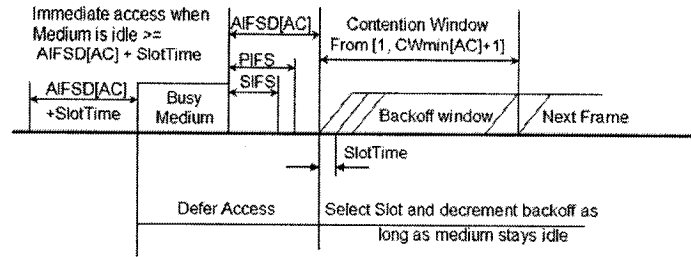 Immediate access when
Medium is idle >=
AIFSD[AC] + SlotTime
AIFSD[AC]
Contention Window
From [1, CWmin[AC]+1]
PIFS
SIFS
AIFSD[AC]
+SlotTime
Busy
Medium
Backoff window
Next Frame
SlotTime
Defer Access
Select Slot and decrement backoff as
long as medium stays idle